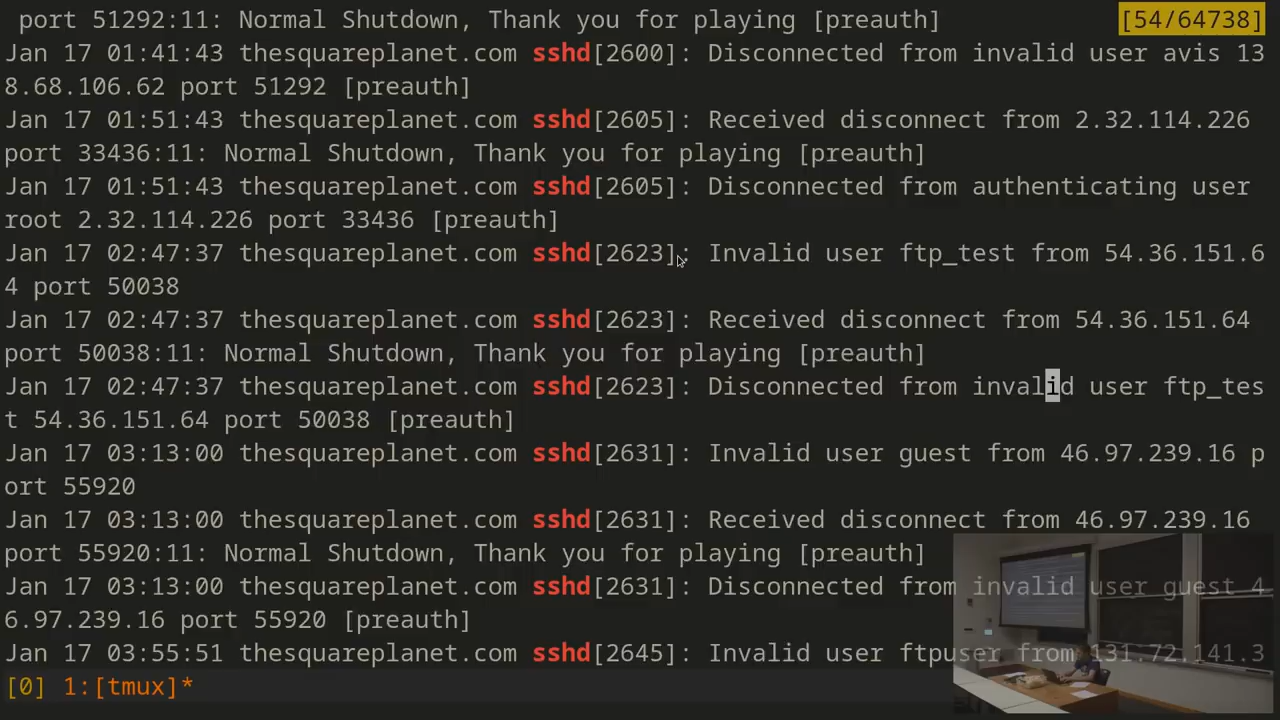 port 51292:11: Normal Shutdown, Thank you for playing [preauth] [54/64738]
Jan 17 01:41:43 thesquareplanet.com sshd[2600]: Disconnected from invalid user avis 13
8.68.106.62 port 51292 [preauth]
Jan 17 01:51:43 thesquareplanet.com sshd[2605]: Received disconnect from 2.32.114.226
port 33436:11: Normal Shutdown, Thank you for playing [preauth]
Jan 17 01:51:43 thesquareplanet.com sshd[2605]: Disconnected from authenticating user
root 2.32.114.226 port 33436 [preauth]
Jan 17 02:47:37 thesquareplanet.com sshd[2623]: Invalid user ftp_test from 54.36.151.6
4 port 50038
Jan 17 02:47:37 thesquareplanet.com sshd[2623]: Received disconnect from 54.36.151.64
port 50038:11: Normal Shutdown, Thank you for playing [preauth]
Jan 17 02:47:37 thesquareplanet.com sshd[2623]: Disconnected from invalid user ftp_tes
t 54.36.151.64 port 50038 [preauth]
Jan 17 03:13:00 thesquareplanet.com sshd[2631]: Invalid user guest from 46.97.239.16 p
ort 55920
Jan 17 03:13:00 thesquareplanet.com sshd[2631]: Received disconnect from 46.97.239.16
port 55920:11: Normal Shutdown, Thank you for playing [preauth]
Jan 17 03:13:00 thesquareplanet.com sshd[2631]: Disconnected from invalid user guest 4
6.97.239.16 port 55920 [preauth]
Jan 17 03:55:51 thesquareplanet.com sshd[2645]: Invalid user ftpuser from 131.72.141.3
[0] 1:[tmux]*